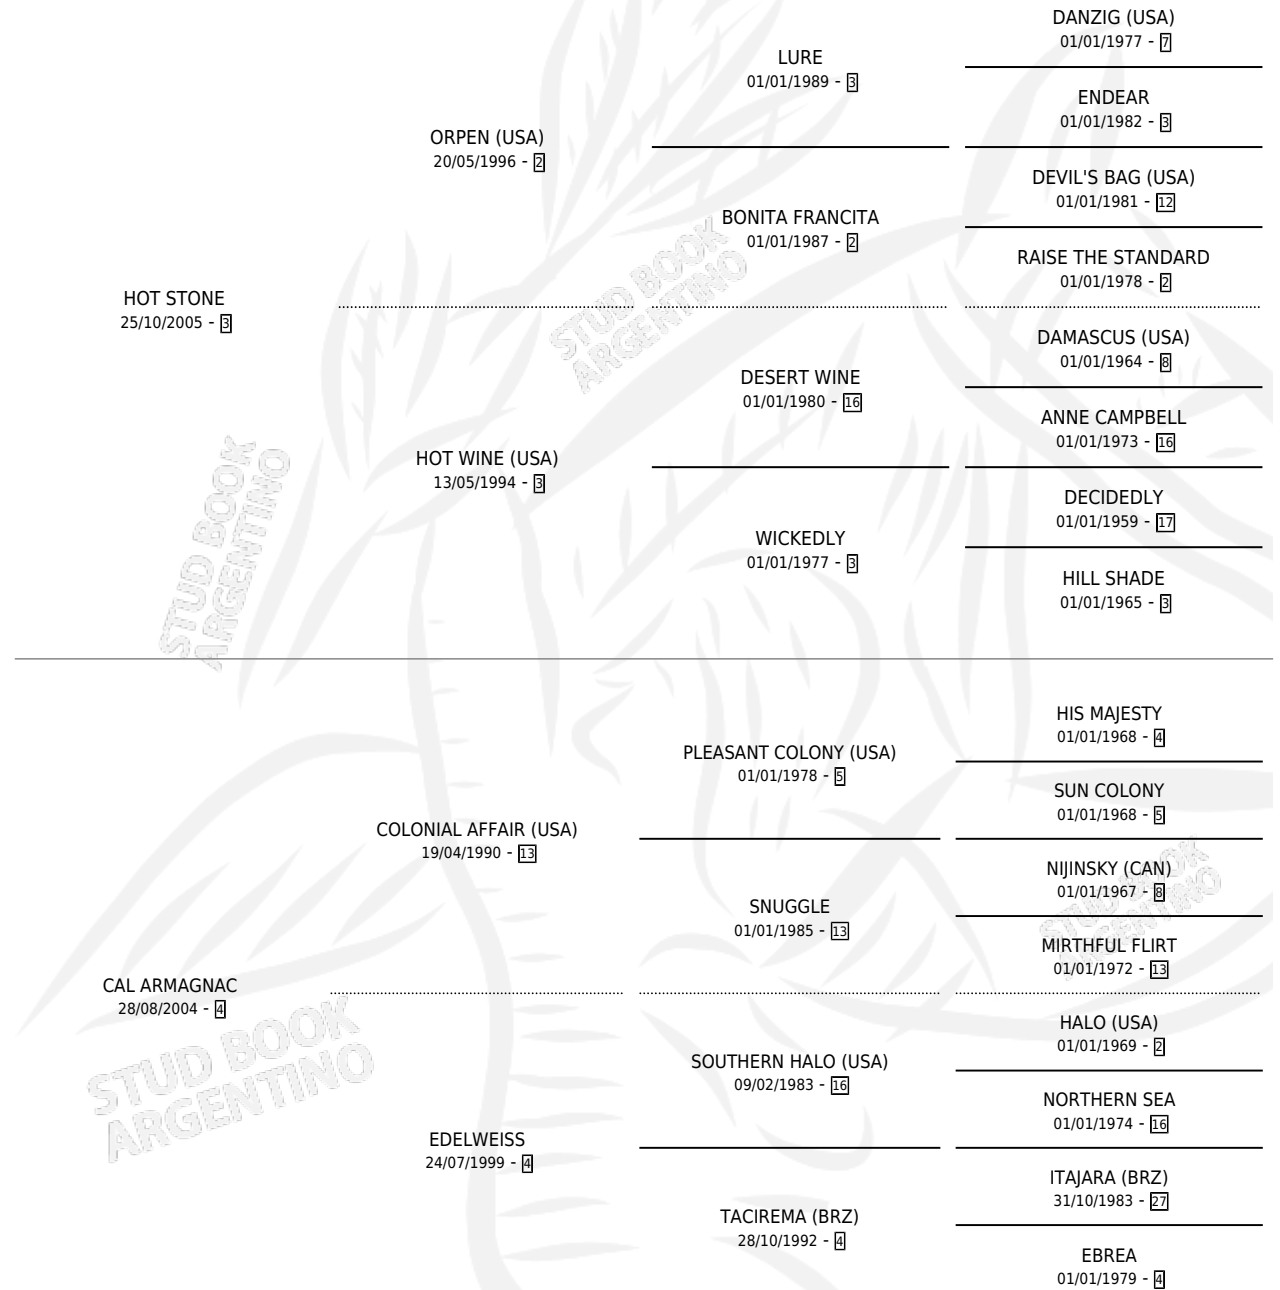 DANZIG (USA)
01/01/1977 - 7
LURE
01/01/1989 - 3
ENDEAR
01/01/1982 - 3
ORPEN (USA)
20/05/1996 - 2
DEVIL'S BAG (USA)
01/01/1981 - 12
BONITA FRANCITA
01/01/1987 - 2
RAISE THE STANDARD
01/01/1978 - 2
HOT STONE
25/10/2005 - 3
DAMASCUS (USA)
01/01/1964 - 8
DESERT WINE
01/01/1980 - 16
ANNE CAMPBELL
01/01/1973 - 16
HOT WINE (USA)
13/05/1994 - 3
DECIDEDLY
01/01/1959 - 17
WICKEDLY
01/01/1977 - 3
HILL SHADE
01/01/1965 - 3
HIS MAJESTY
01/01/1968 - 4
PLEASANT COLONY (USA)
01/01/1978 - 5
SUN COLONY
01/01/1968 - 5
COLONIAL AFFAIR (USA)
19/04/1990 - 13
NIJINSKY (CAN)
01/01/1967 - 8
SNUGGLE
01/01/1985 - 13
MIRTHFUL FLIRT
01/01/1972 - 13
CAL ARMAGNAC
28/08/2004 - 4
HALO (USA)
01/01/1969 - 2
SOUTHERN HALO (USA)
09/02/1983 - 16
NORTHERN SEA
01/01/1974 - 16
EDELWEISS
24/07/1999 - 4
ITAJARA (BRZ)
31/10/1983 - 27
TACIREMA (BRZ)
28/10/1992 - 4
EBREA
01/01/1979 - 4
STUD BOOK
ARGENTINO
STUD BOOK
ARGENTINO
STUD BOOK
ARGENTINO
STUD BOOK
ARGENTINO